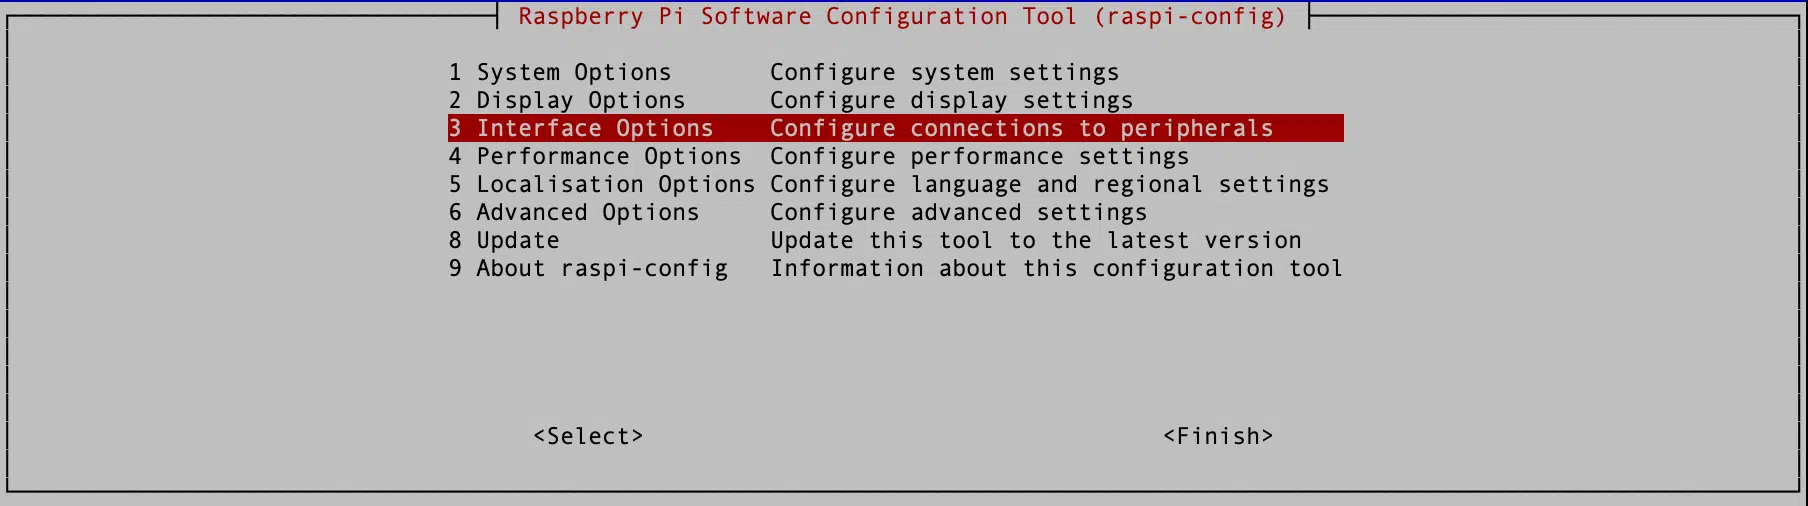 Raspberry Pi Software Configuration Tool (raspi-config)
1 System Options Configure system settings
2 Display Options Configure display settings
3 Interface Options Configure connections to peripherals
4 Performance Options Configure performance settings
5 Localisation Options Configure language and regional settings
6 Advanced Options Configure advanced settings
8 Update Update this tool to the latest version
9 About raspi-config Information about this configuration tool
<Select> <Finish>